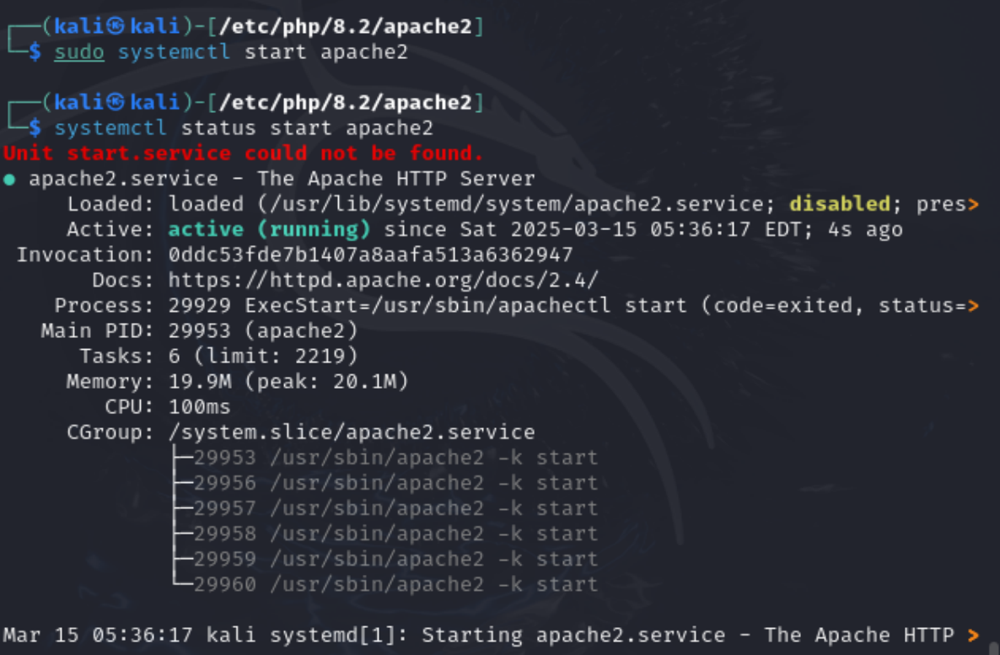 ┌──(kali㉿kali)-[/etc/php/8.2/apache2]
└─$ sudo systemctl start apache2
┌──(kali㉿kali)-[/etc/php/8.2/apache2]
└─$ systemctl status start apache2
Unit start.service could not be found.
● apache2.service - The Apache HTTP Server
Loaded: loaded (/usr/lib/systemd/system/apache2.service; disabled; pres>
Active: active (running) since Sat 2025-03-15 05:36:17 EDT; 4s ago
Invocation: 0ddc53fde7b1407a8aafa513a6362947
Docs: https://httpd.apache.org/docs/2.4/
Process: 29929 ExecStart=/usr/sbin/apachectl start (code=exited, status=>
Main PID: 29953 (apache2)
Tasks: 6 (limit: 2219)
Memory: 19.9M (peak: 20.1M)
CPU: 100ms
CGroup: /system.slice/apache2.service
├─29953 /usr/sbin/apache2 -k start
├─29956 /usr/sbin/apache2 -k start
├─29957 /usr/sbin/apache2 -k start
├─29958 /usr/sbin/apache2 -k start
├─29959 /usr/sbin/apache2 -k start
└─29960 /usr/sbin/apache2 -k start
Mar 15 05:36:17 kali systemd[1]: Starting apache2.service - The Apache HTTP >